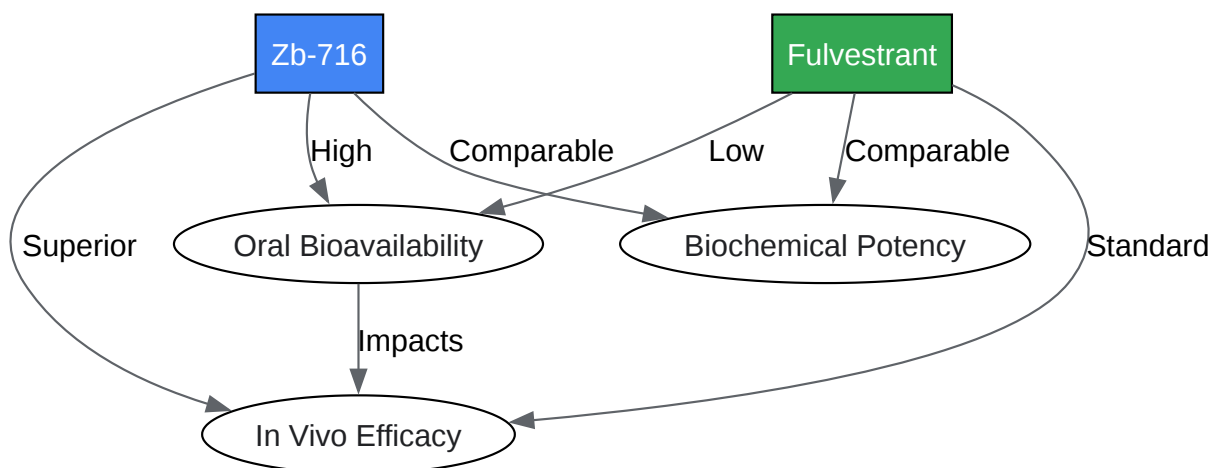 Zb-716
Fulvestrant
High
Comparable
Low
Comparable
Superior
Oral Bioavailability
Biochemical Potency
Standard
Impacts
In Vivo Efficacy